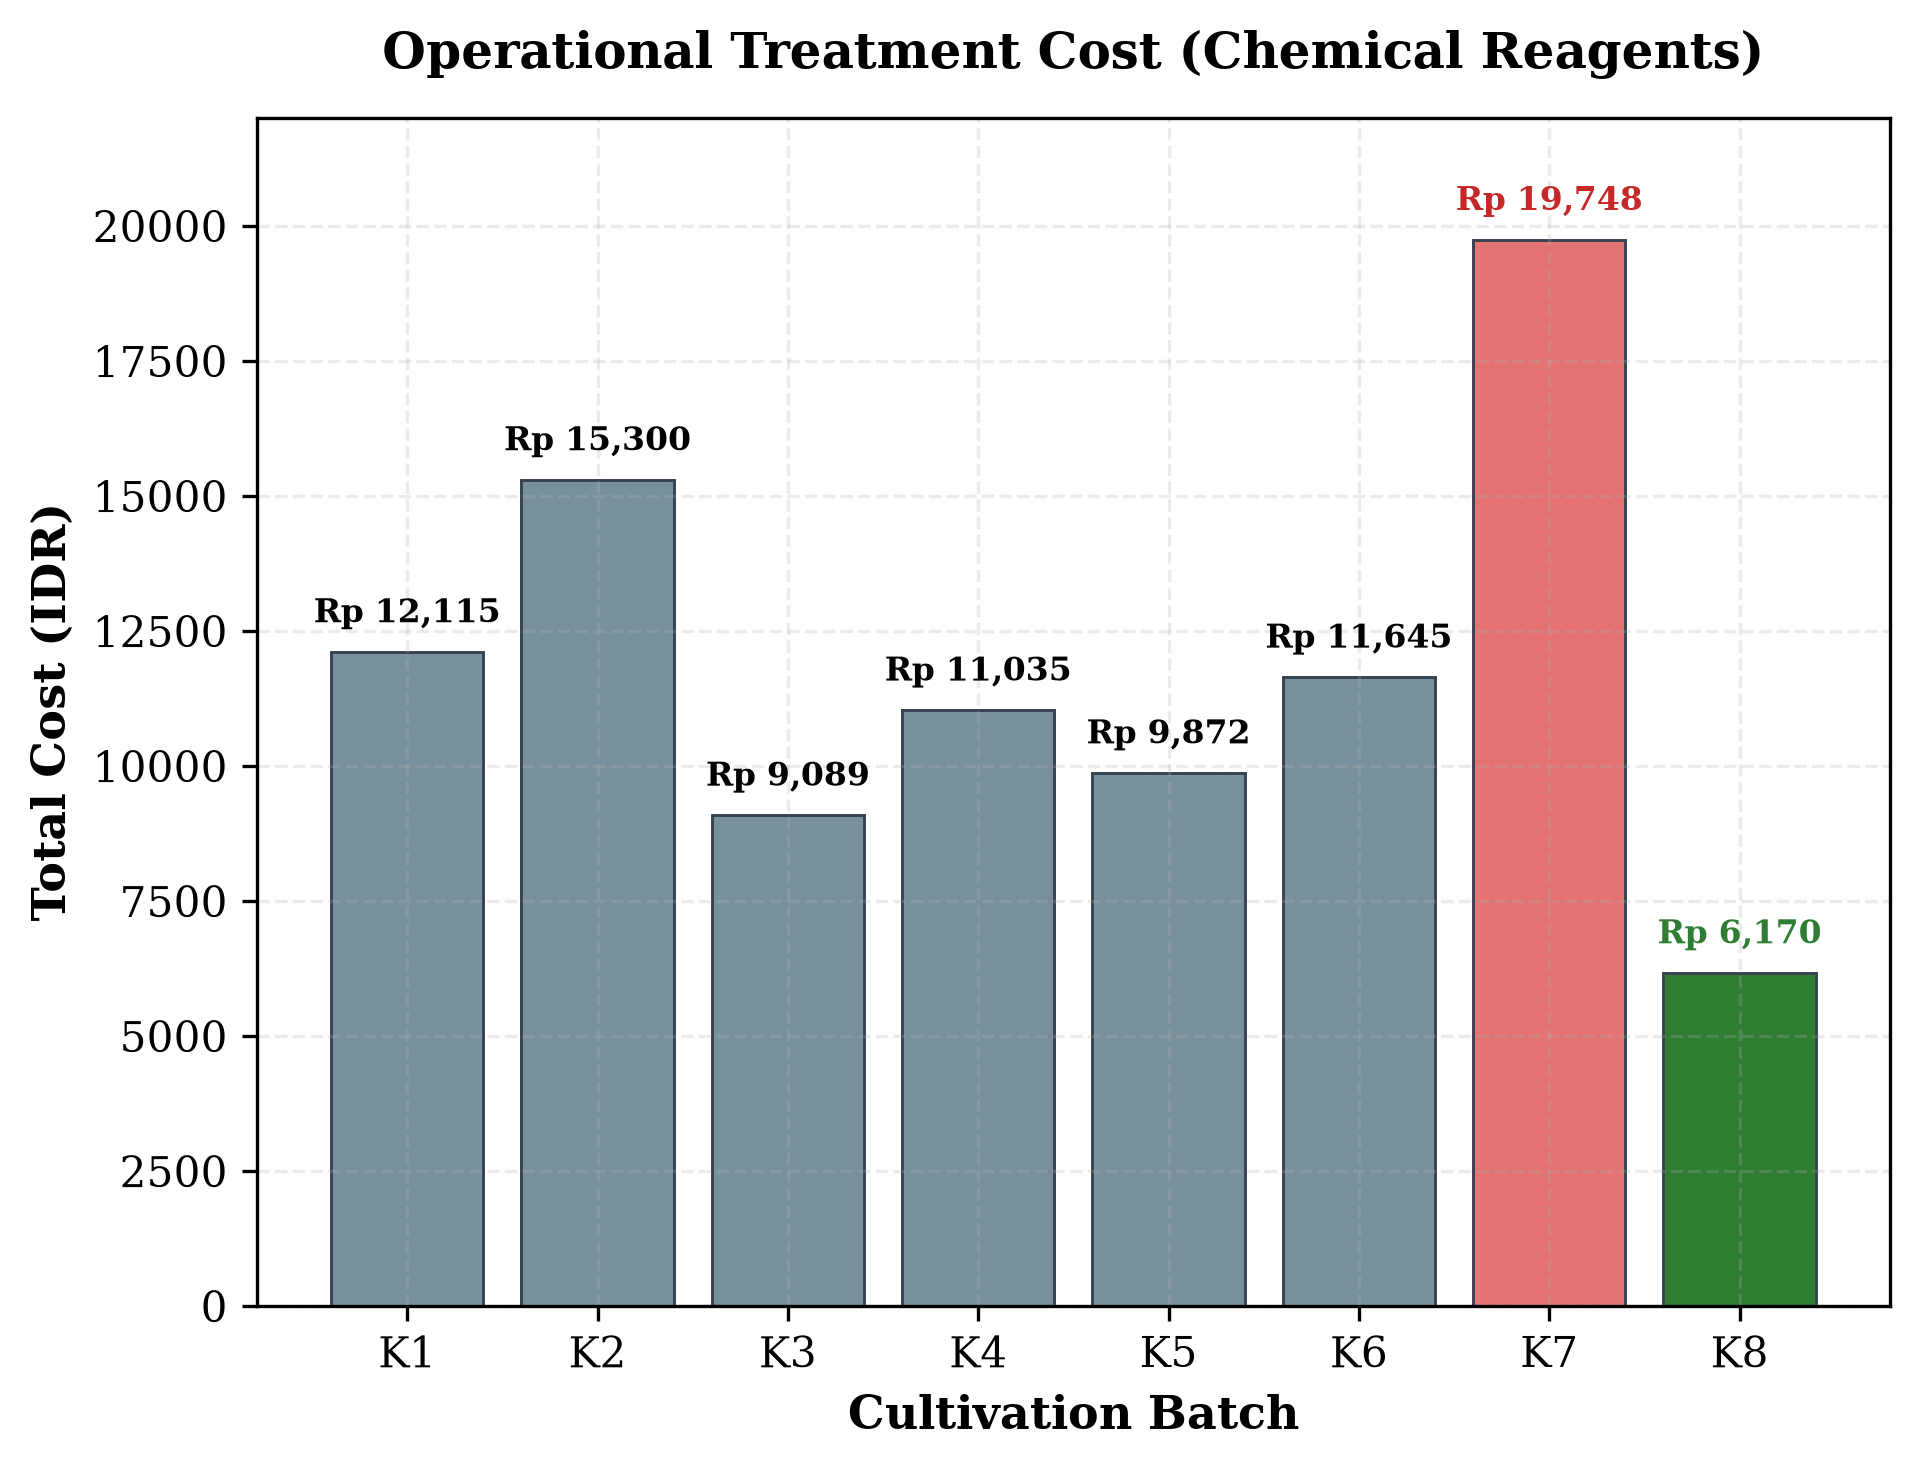 Operational Treatment Cost (Chemical Reagents)
Total Cost (IDR)
20000
17500
15000
12500
10000
7500
5000
2500
0
Rp 12,115
Rp 15,300
Rp 9,089
Rp 11,035
Rp 9,872
Rp 11,645
Rp 19,748
Rp 6,170
K1 K2 K3 K4 K5 K6 K7 K8
Cultivation Batch